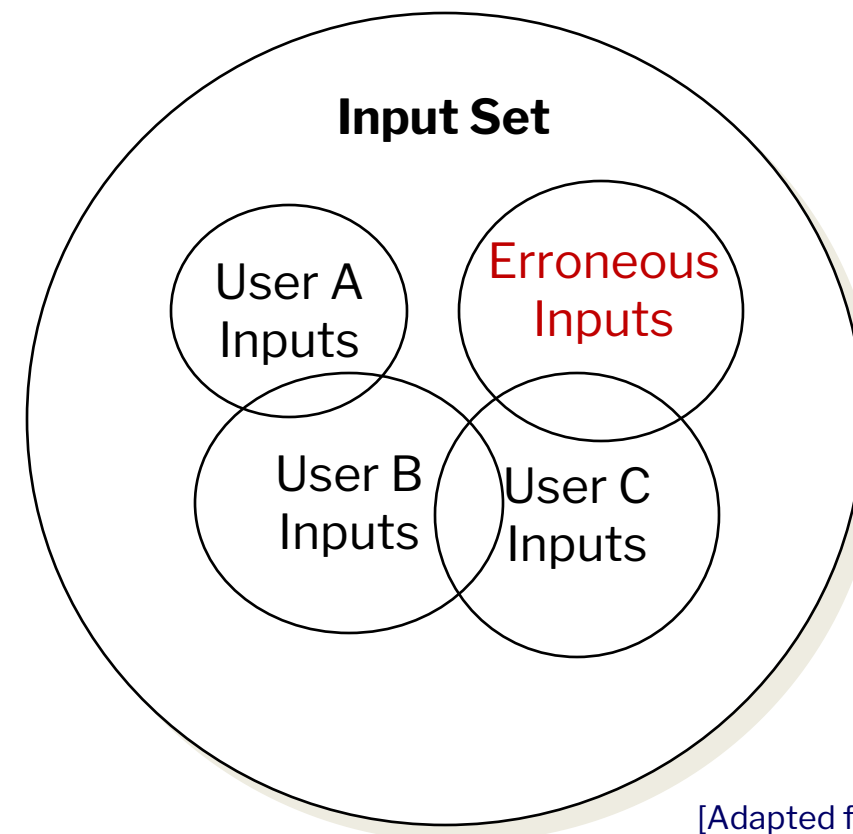 Input Set
User A
Inputs
Erroneous
Inputs
User B
Inputs
User C
Inputs
[Adapted f